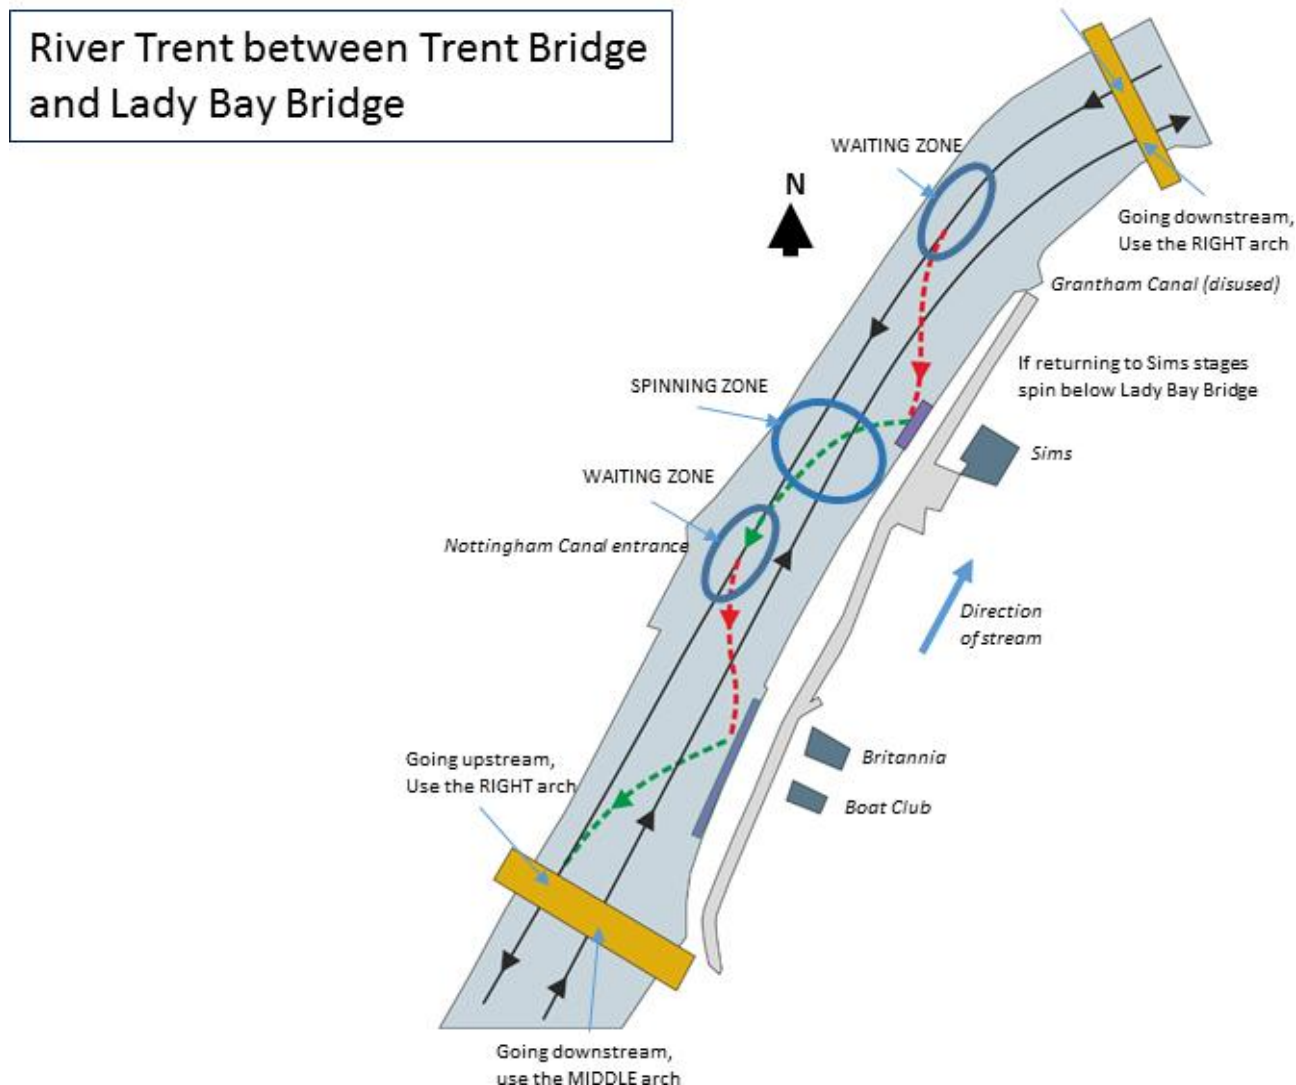 River Trent between Trent Bridge
and Lady Bay Bridge
WAITING ZONE
N
Going downstream,
Use the RIGHT arch
Grantham Canal (disused)
If returning to Sims stages
spin below Lady Bay Bridge
SPINNING ZONE
Sims
WAITING ZONE
Nottingham Canal entrance
Direction
of stream
Going upstream,
Use the RIGHT arch
Britannia
Boat Club
Going downstream,
use the MIDDLE arch